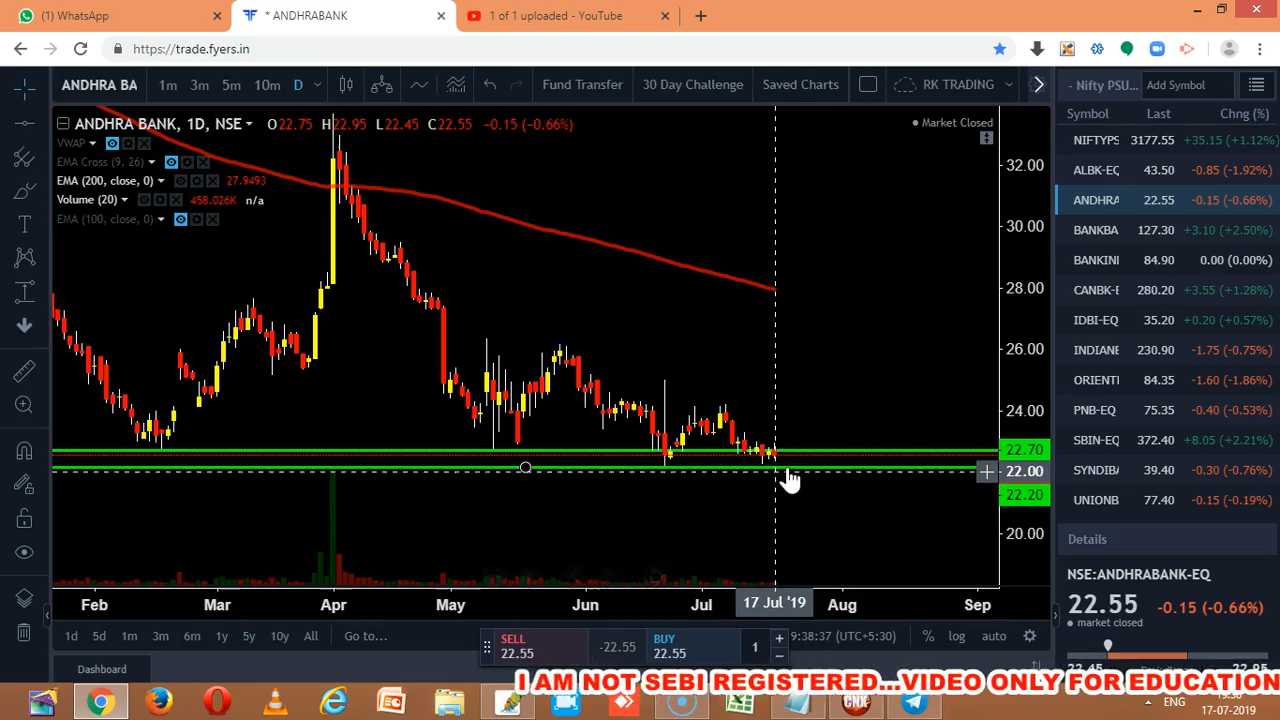 (1) WhatsApp
* ANDHRABANK
1 of 1 uploaded - YouTube
https://trade.fyers.in
ANDHRA BA
1m 3m 5m 10m D
Fund Transfer
30 Day Challenge
Saved Charts
RK TRADING
ANDHRA BANK, 1D, NSE
O22.75 H22.95 L22.45 C22.55 -0.15 (-0.66%)
Market Closed
VWAP
EMA Cross (9, 26)
EMA (200, close, 0) 27.9493
Volume (20) 458.026K n/a
EMA (100, close, 0)
32.00
30.00
28.00
26.00
24.00
22.70
22.00
22.20
20.00
Feb Mar Apr May Jun Jul 17 Jul '19 Aug Sep
1d 5d 1m 3m 6m 1y 5y 10y All Go to...
SELL
22.55
-22.55
BUY
22.55
1
9:38:37 (UTC+5:30)
% log auto
Dashboard
Nifty PSU...
Add Symbol
Symbol Last Chng (%)
NIFTYPS 3177.55 +35.15 (+1.12%)
ALBK-EQ 43.50 -0.85 (-1.92%)
ANDHRA 22.55 -0.15 (-0.66%)
BANKBA 127.30 +3.10 (+2.50%)
BANKINI 84.90 0.00 (0.00%)
CANBK-E 280.20 +3.55 (+1.28%)
IDBI-EQ 35.20 +0.20 (+0.57%)
INDIANE 230.90 -1.75 (-0.75%)
ORIENTI 84.35 -1.60 (-1.86%)
PNB-EQ 75.35 -0.40 (-0.53%)
SBIN-EQ 372.40 +8.05 (+2.21%)
SYNDIBA 39.40 -0.30 (-0.76%)
UNIONB 77.40 -0.15 (-0.19%)
Details
NSE:ANDHRABANK-EQ
22.55 -0.15 (-0.66%)
market closed
I AM NOT SEBI REGISTERED...VIDEO ONLY FOR EDUCATION
CNX
ENG
17-07-2019